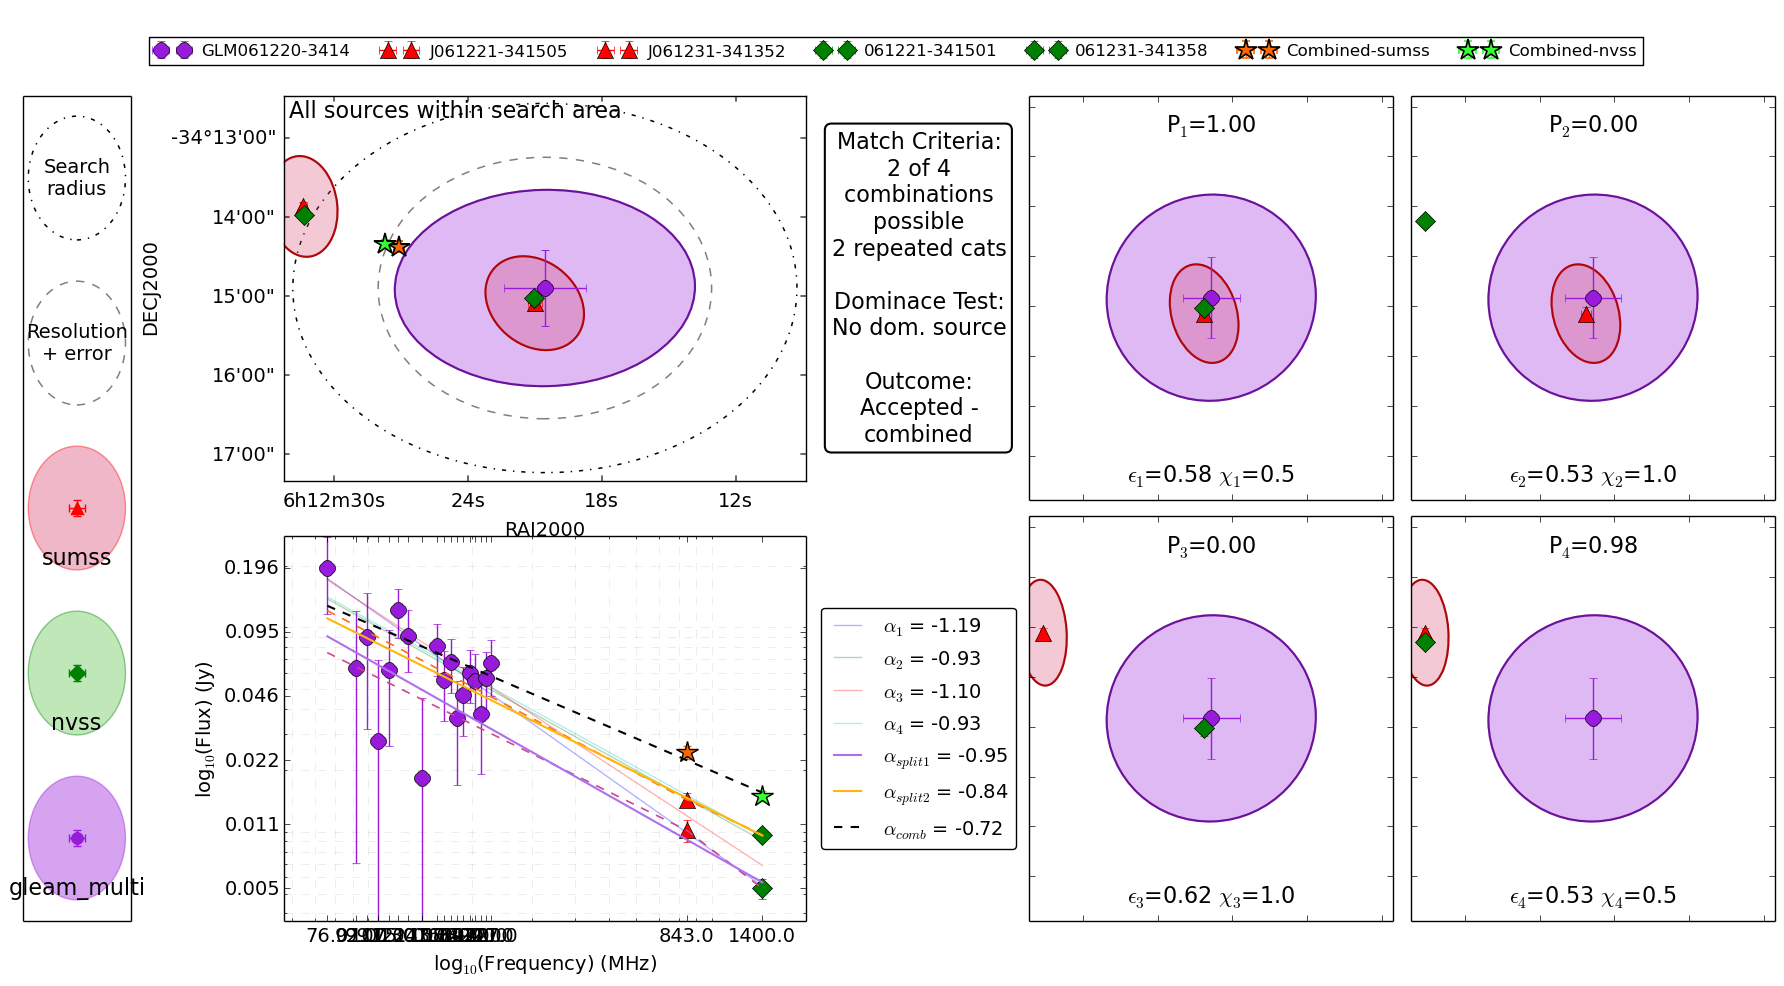 GLM061220-3414 J061221-341505 J061231-341352 061221-341501 061231-341358 Combined-sumss Combined-nvss
Search
radius
Resolution
+ error
sumss
nvss
gleam_multi
All sources within search area
-34°13'00"
14'00"
15'00"
16'00"
17'00"
DECJ2000
6h12m30s 24s 18s 12s
RAJ2000
Match Criteria:
2 of 4
combinations
possible
2 repeated cats
Dominace Test:
No dom. source
Outcome:
Accepted -
combined
P1=1.00
ϵ1=0.58 χ1=0.5
P2=0.00
ϵ2=0.53 χ2=1.0
P3=0.00
ϵ3=0.62 χ3=1.0
P4=0.98
ϵ4=0.53 χ4=0.5
0.196
0.095
0.046
0.022
0.011
0.005
log10(Flux) (Jy)
843.0 1400.0
log10(Frequency) (MHz)
α1 = -1.19
α2 = -0.93
α3 = -1.10
α4 = -0.93
αsplit1 = -0.95
αsplit2 = -0.84
αcomb = -0.72